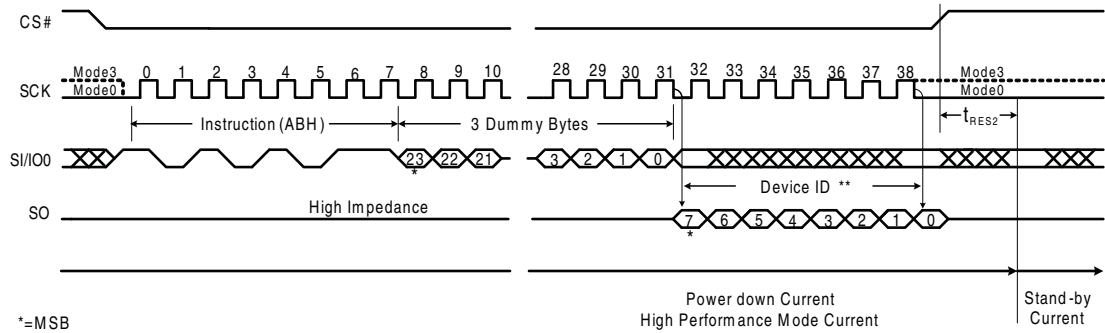 CS#
Mode3 0 1 2 3 4 5 6 7 8 9 10 28 29 30 31 32 33 34 35 36 37 38 Mode3
SCK Mode0 Mode0
Instruction (ABH) 3 Dummy Bytes tRES2
SI/IO0 23 22 21 3 2 1 0
*
Device ID **
SO High Impedance 7 6 5 4 3 2 1 0
*
Power down Current Stand-by
High Performance Mode Current Current
*=MSB